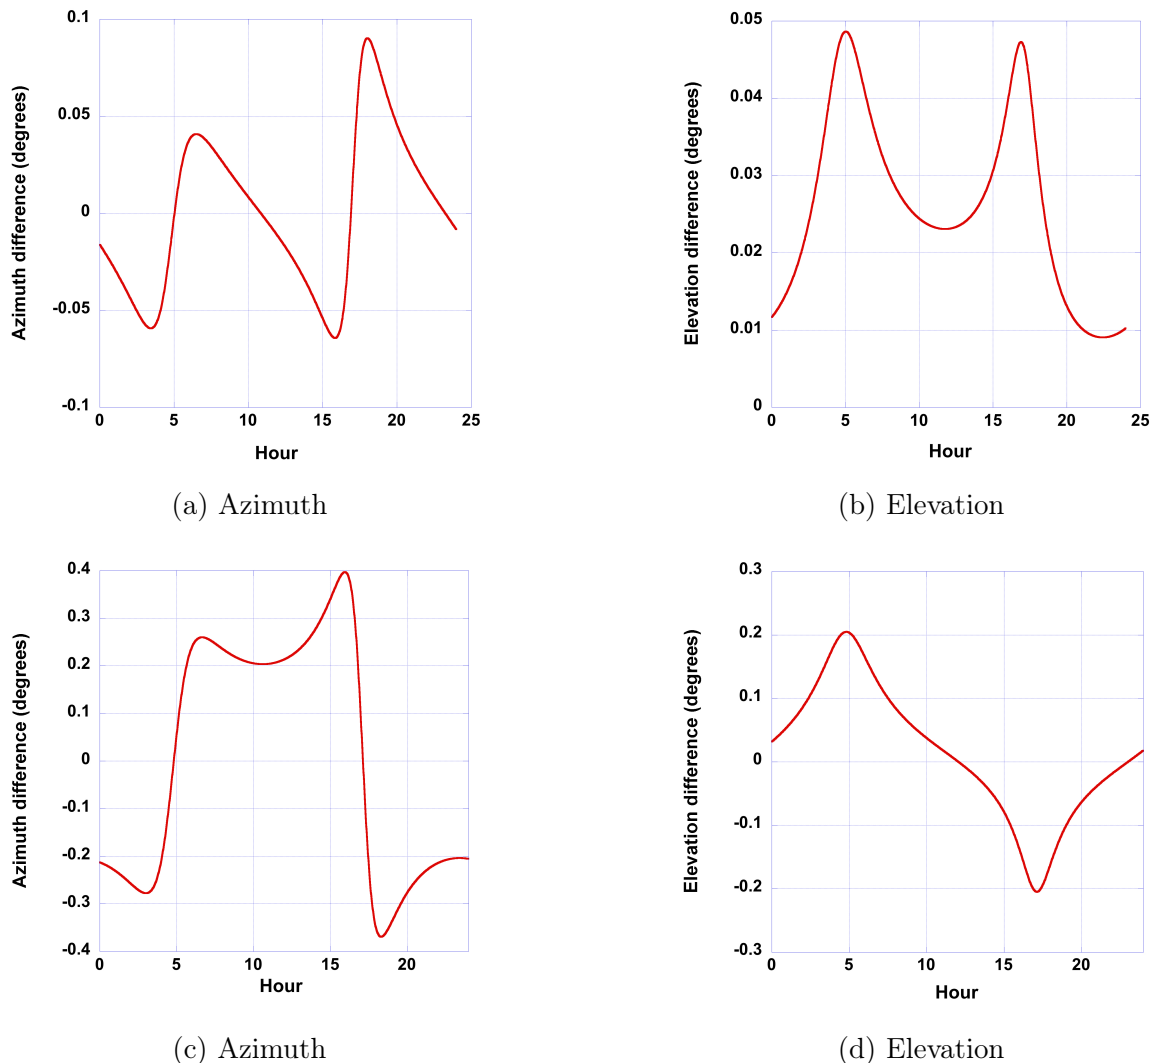 0.1
0.05
0
-0.05
-0.1
Azimuth difference (degrees)
0 5 10 15 20 25
Hour
(a) Azimuth
0.05
0.04
0.03
0.02
0.01
0
Elevation difference (degrees)
0 5 10 15 20 25
Hour
(b) Elevation
0.4
0.3
0.2
0.1
0
-0.1
-0.2
-0.3
-0.4
Azimuth difference (degrees)
0 5 10 15 20
Hour
(c) Azimuth
0.3
0.2
0.1
0
-0.1
-0.2
-0.3
Elevation difference (degrees)
0 5 10 15 20
Hour
(d) Elevation